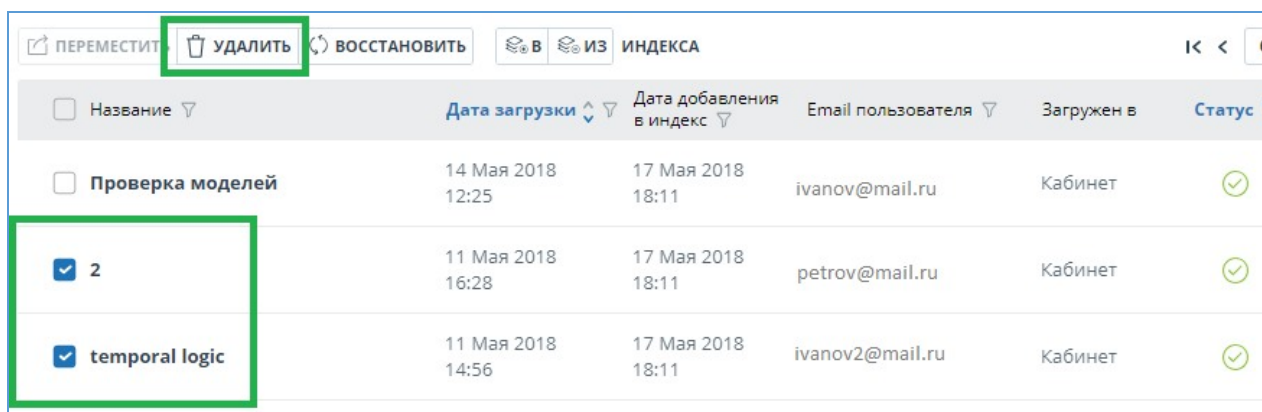 ПЕРЕМЕСТИТЬ УДАЛИТЬ ВОССТАНОВИТЬ В ИЗ ИНДЕКСА
Название Дата загрузки Дата добавления в индекс Email пользователя Загружен в Статус
Проверка моделей 14 Мая 2018 12:25 17 Мая 2018 18:11 ivanov@mail.ru Кабинет
2 11 Мая 2018 16:28 17 Мая 2018 18:11 petrov@mail.ru Кабинет
temporal logic 11 Мая 2018 14:56 17 Мая 2018 18:11 ivanov2@mail.ru Кабинет